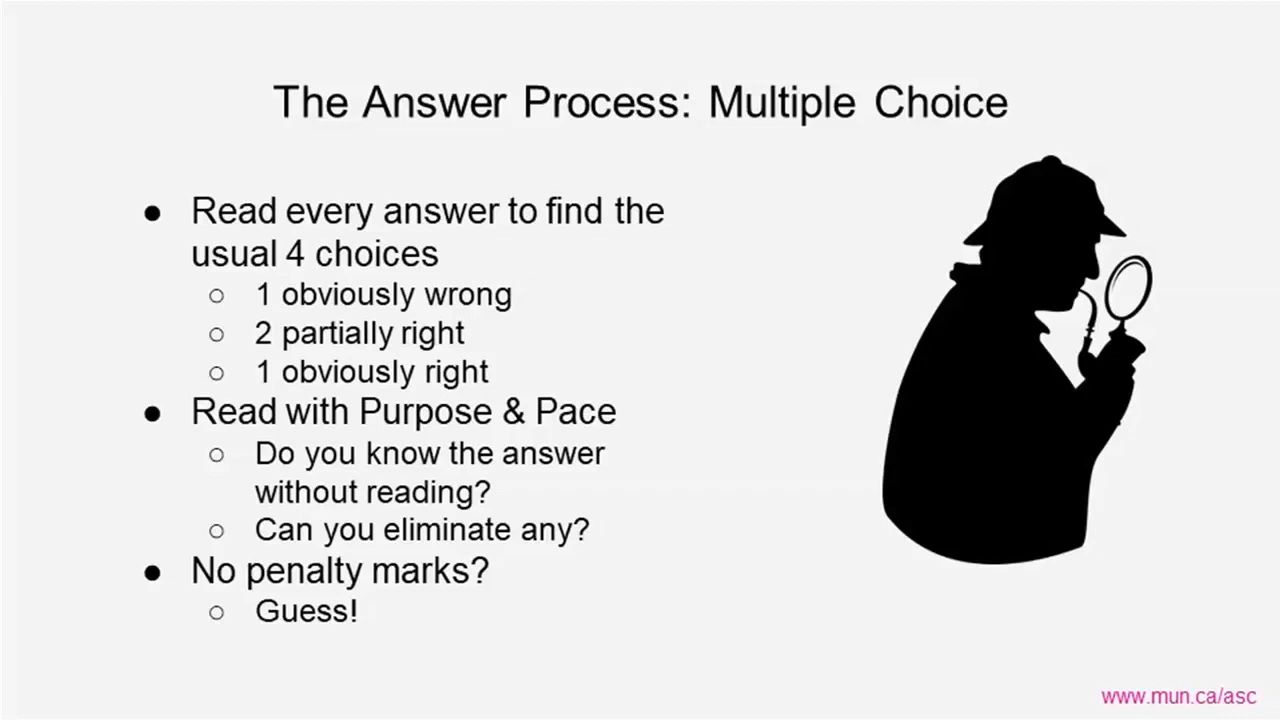 The Answer Process: Multiple Choice
● Read every answer to find the
usual 4 choices
○ 1 obviously wrong
○ 2 partially right
○ 1 obviously right
● Read with Purpose & Pace
○ Do you know the answer
without reading?
○ Can you eliminate any?
● No penalty marks?
○ Guess!
www.mun.ca/asc